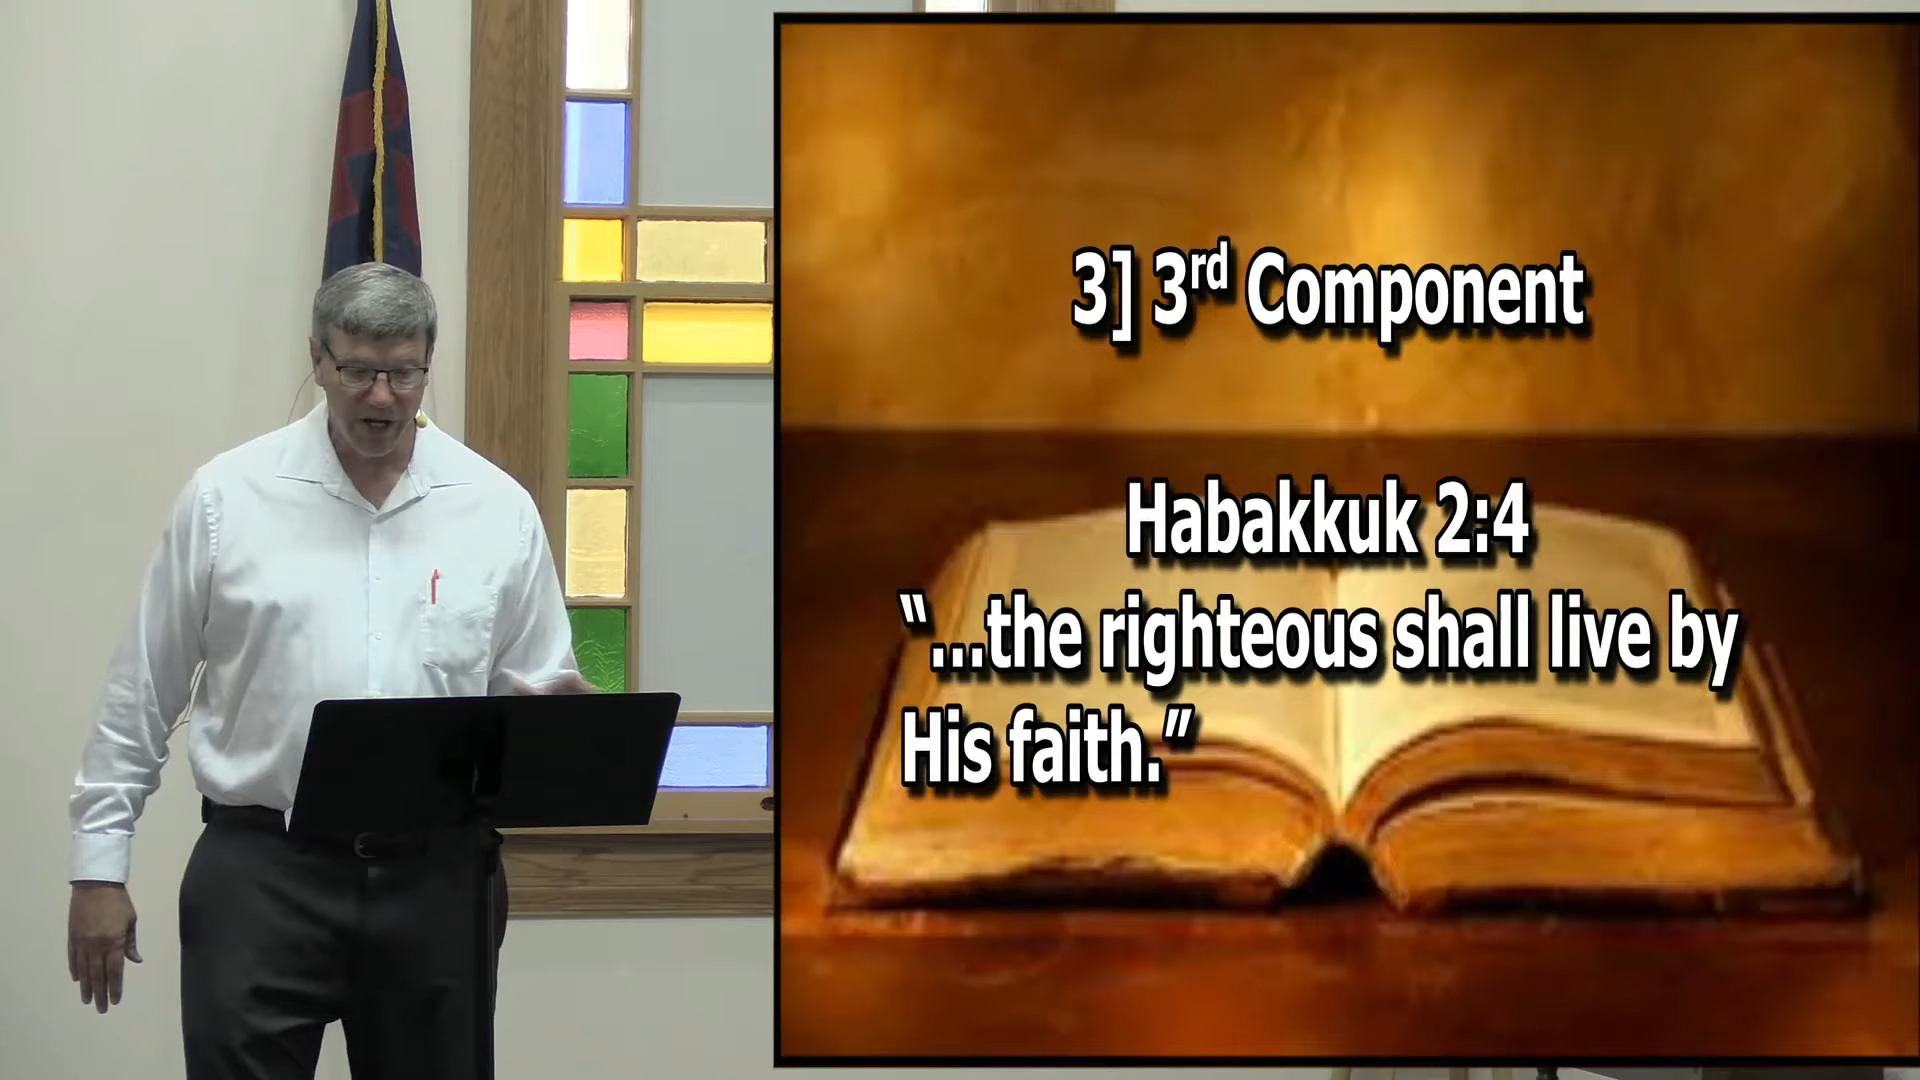 3] 3rd Component
Habakkuk 2:4
“…the righteous shall live by
His faith.”